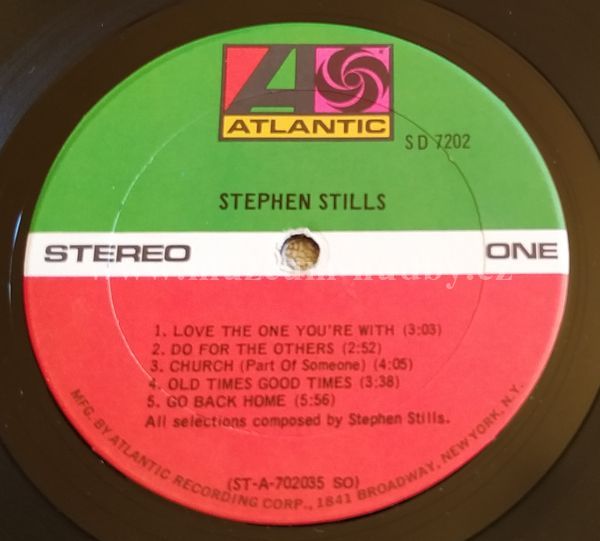 ATLANTIC
SD 7202
STEPHEN STILLS
STEREO
ONE
1. LOVE THE ONE YOU'RE WITH (3:03)
2. DO FOR THE OTHERS (2:52)
3. CHURCH (Part Of Someone) (4:05)
4. OLD TIMES GOOD TIMES (3:38)
5. GO BACK HOME (5:56)
All selections composed by Stephen Stills.
(ST-A-702035 SO)
MFG. BY ATLANTIC RECORDING CORP., 1841 BROADWAY, NEW YORK, N.Y.